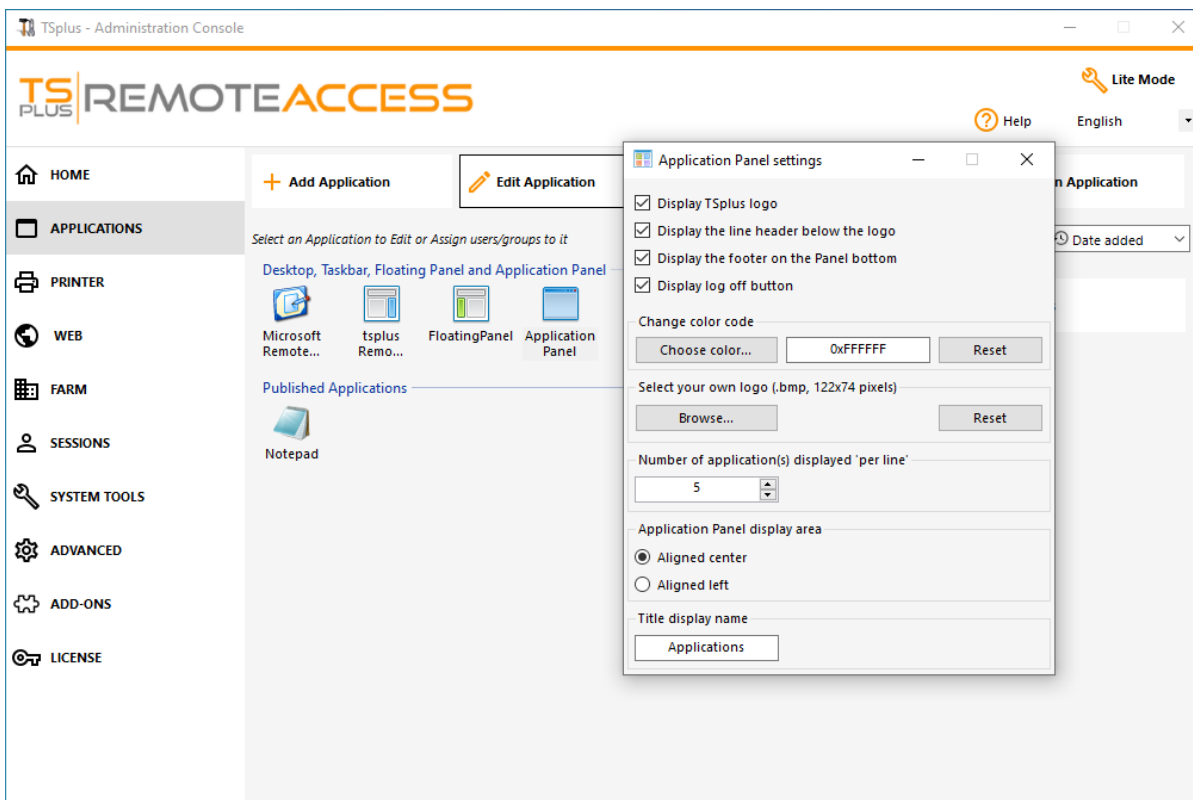 TSplus - Administration Console
TS PLUS REMOTEACCESS
Lite Mode
Help
English
HOME
APPLICATIONS
PRINTER
WEB
FARM
SESSIONS
SYSTEM TOOLS
ADVANCED
ADD-ONS
LICENSE
Add Application
Edit Application
n Application
Select an Application to Edit or Assign users/groups to it
Date added
Desktop, Taskbar, Floating Panel and Application Panel
Microsoft Remote...
tsplus Remo...
FloatingPanel
Application Panel
Published Applications
Notepad
Application Panel settings
Display TSplus logo
Display the line header below the logo
Display the footer on the Panel bottom
Display log off button
Change color code
Choose color...
0xFFFFFF
Reset
Select your own logo (.bmp, 122x74 pixels)
Browse...
Reset
Number of application(s) displayed 'per line'
5
Application Panel display area
Aligned center
Aligned left
Title display name
Applications